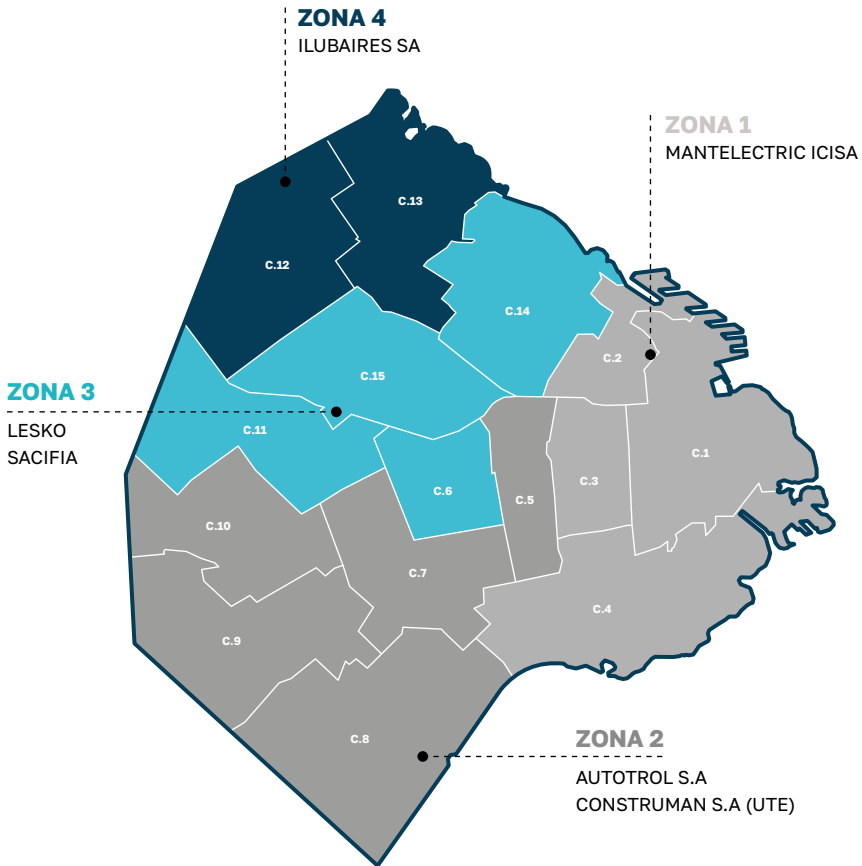 ZONA 4
ILUBAIRES SA
ZONA 1
MANTELECTRIC ICISA
C.13
C.12
C.14
C.2
C.15
ZONA 3
LESKO
SACIFIA
C.11
C.1
C.3
C.6
C.5
C.10
C.7
C.4
C.9
C.8
ZONA 2
AUTOTROL S.A
CONSTRUMAN S.A (UTE)